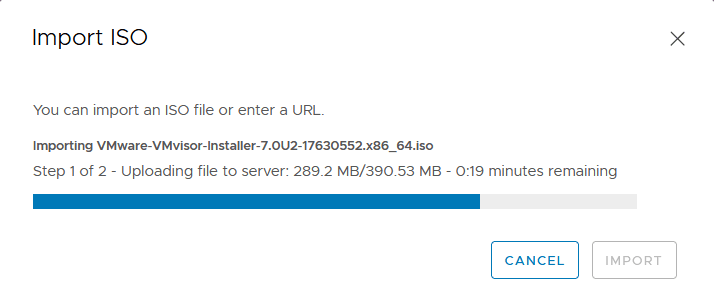 Import ISO
You can import an ISO file or enter a URL.
Importing VMware-VMvisor-Installer-7.0U2-17630552.x86_64.iso
Step 1 of 2 - Uploading file to server: 289.2 MB/390.53 MB - 0:19 minutes remaining
CANCEL IMPORT